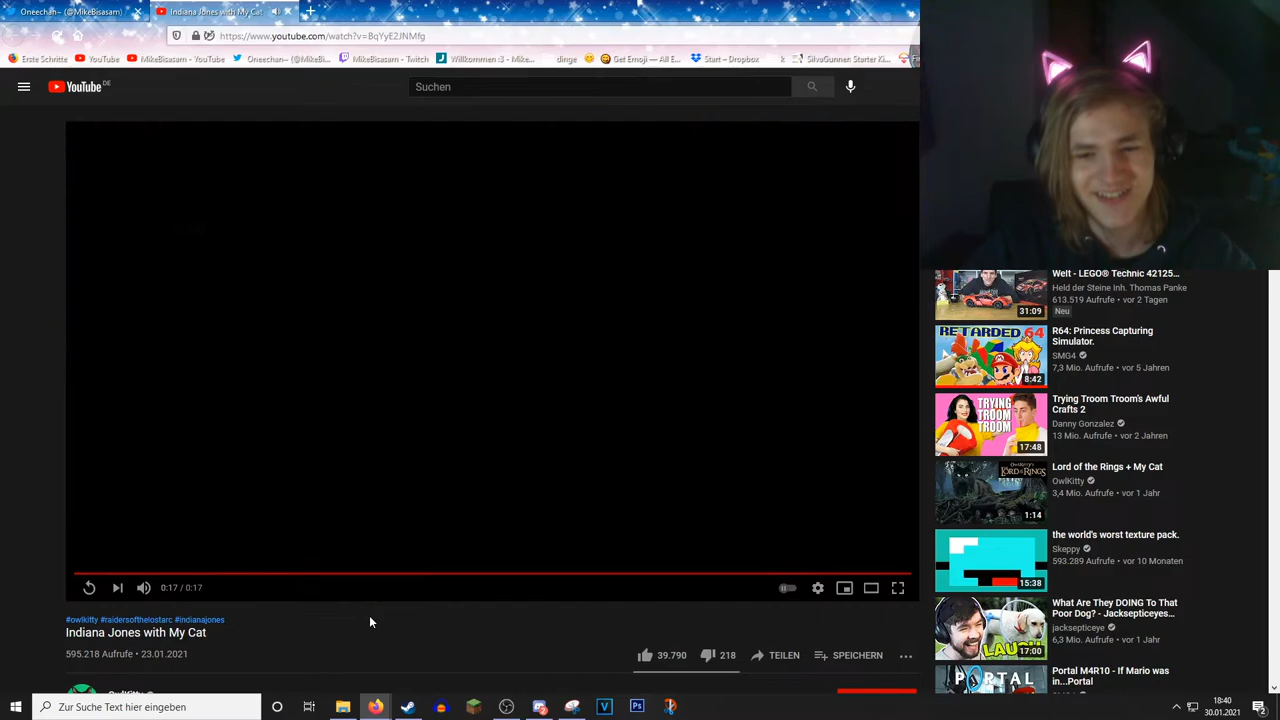 Oneechan~ (@MikeBisasam)
Indiana Jones with My Cat
https://www.youtube.com/watch?v=BqYyE2JNMfg
Erste Schritte
YouTube
MikeBisasam - YouTube
Oneechan~ (@MikeBi...
MikeBisasam - Twitch
Willkommen :3 - Mike...
dinge
Get Emoji — All E...
Start – Dropbox
k
SilvaGunner Starter Ki...
YouTube DE
Suchen
0:17 / 0:17
#owlkitty #raidersofthelostarc #indianajones
Indiana Jones with My Cat
595.218 Aufrufe • 23.01.2021
39.790
218
TEILEN
SPEICHERN
OwlKitty
Welt - LEGO® Technic 42125...
Held der Steine Inh. Thomas Panke
613.519 Aufrufe • vor 2 Tagen
Neu
31:09
RETARDED 64
8:42
R64: Princess Capturing
Simulator.
SMG4
7,3 Mio. Aufrufe • vor 5 Jahren
TRYING
TROOM
TROOM
17:48
Trying Troom Troom's Awful
Crafts 2
Danny Gonzalez
13 Mio. Aufrufe • vor 2 Jahren
OwlKitty's
LORD OF THE RINGS
1:14
Lord of the Rings + My Cat
OwlKitty
3,4 Mio. Aufrufe • vor 1 Jahr
15:38
the world's worst texture pack.
Skeppy
593.289 Aufrufe • vor 10 Monaten
LAUGH
17:00
What Are They DOING To That
Poor Dog? - Jacksepticeyes...
jacksepticeye
6,3 Mio. Aufrufe • vor 1 Jahr
PORTAL
Portal M4R10 - If Mario was
in...Portal
Zur Suche Text hier eingeben
18:40
30.01.2021
2